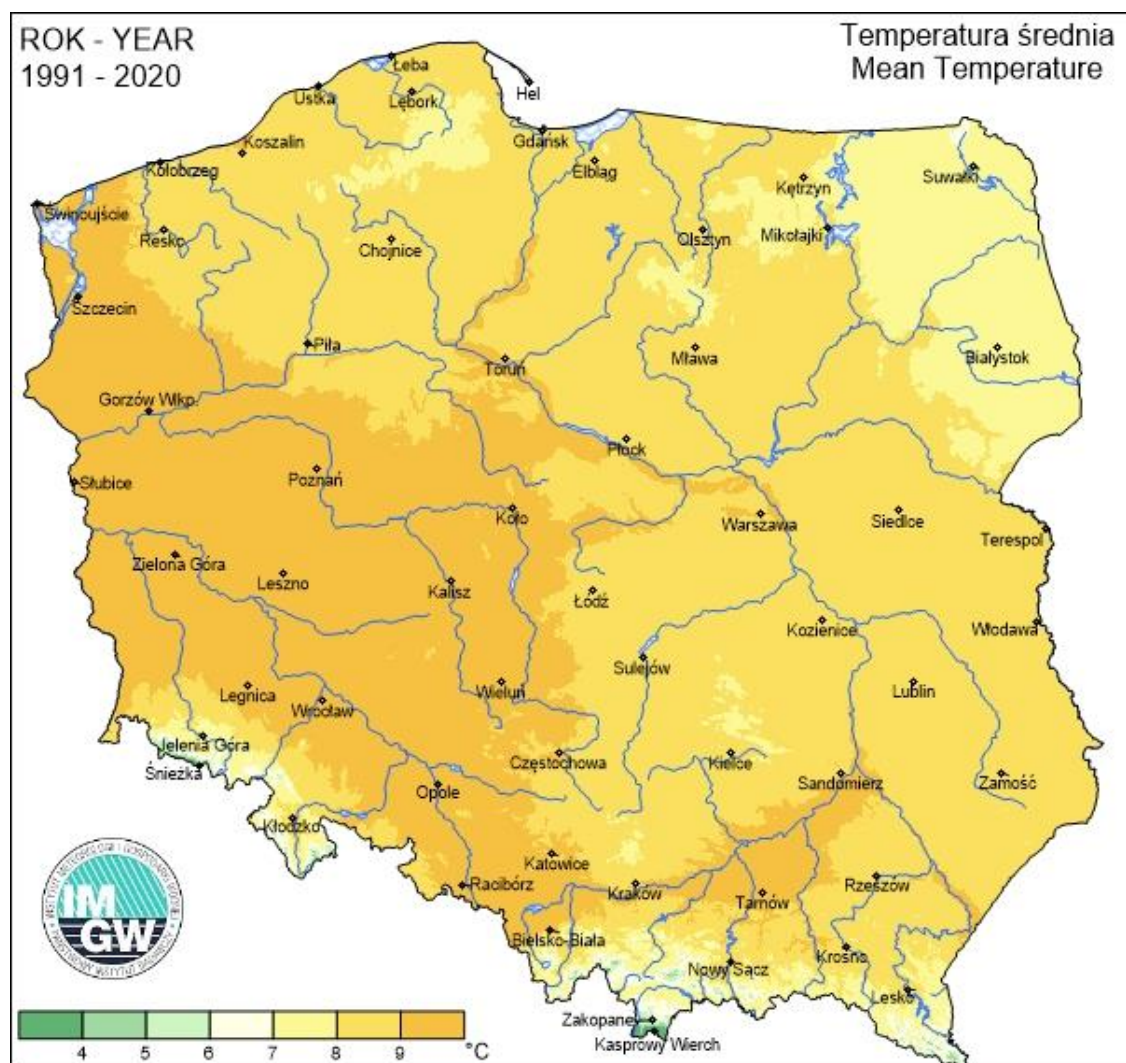 ROK - YEAR
1991 - 2020
Temperatura średnia
Mean Temperature
Łeba
Hel
Ustka
Lębork
Gdańsk
Koszalin
Kołobrzeg
Elbląg
Kętrzyn
Suwałki
Świnoujście
Resko
Chojnice
Olsztyn
Mikołajki
Szczecin
Piła
Toruń
Mława
Białystok
Gorzów Wlkp.
Płock
Słubice
Poznań
Koło
Warszawa
Siedlce
Terespol
Zielona Góra
Leszno
Kalisz
Łódź
Kozienice
Włodawa
Sulejów
Legnica
Wrocław
Wieluń
Lublin
Jelenia Góra
Śnieżka
Częstochowa
Kielce
Sandomierz
Zamość
Opole
Kłodzko
Katowice
Racibórz
Kraków
Tarnów
Rzeszów
Bielsko-Biała
Nowy Sącz
Krosno
Lesko
Zakopane
Kasprowy Wierch
IM
GW
4 5 6 7 8 9 °C